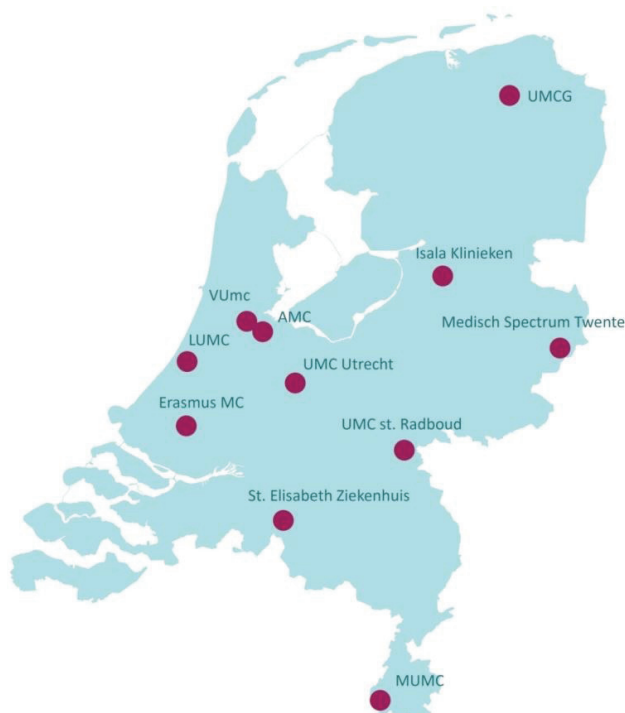 UMCG
Isala Klinieken
VUmc
AMC
Medisch Spectrum Twente
LUMC
UMC Utrecht
Erasmus MC
UMC st. Radboud
St. Elisabeth Ziekenhuis
MUMC